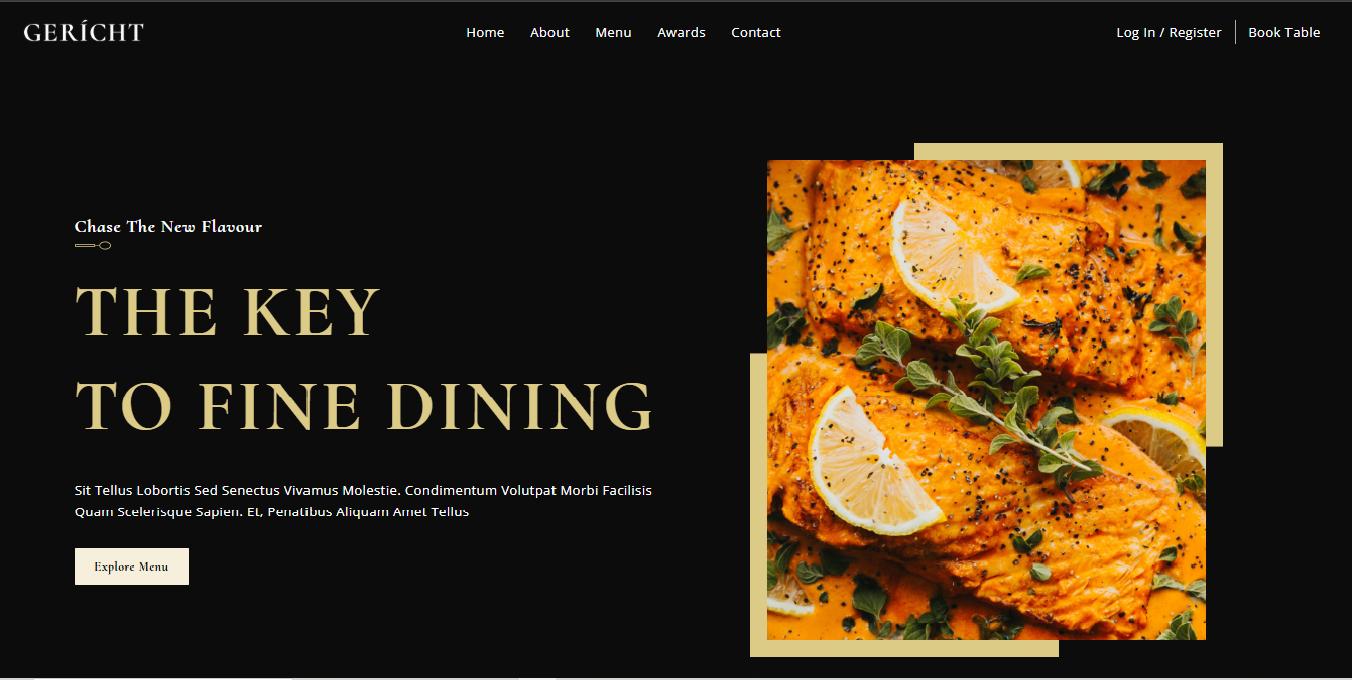 GERÍCHT
Home About Menu Awards Contact
Log In / Register Book Table
Chase The New Flavour
THE KEY
TO FINE DINING
Sit Tellus Lobortis Sed Senectus Vivamus Molestie. Condimentum Volutpat Morbi Facilisis
Quam Scelerisque Sapien. Et, Penatibus Aliquam Amet Tellus
Explore Menu